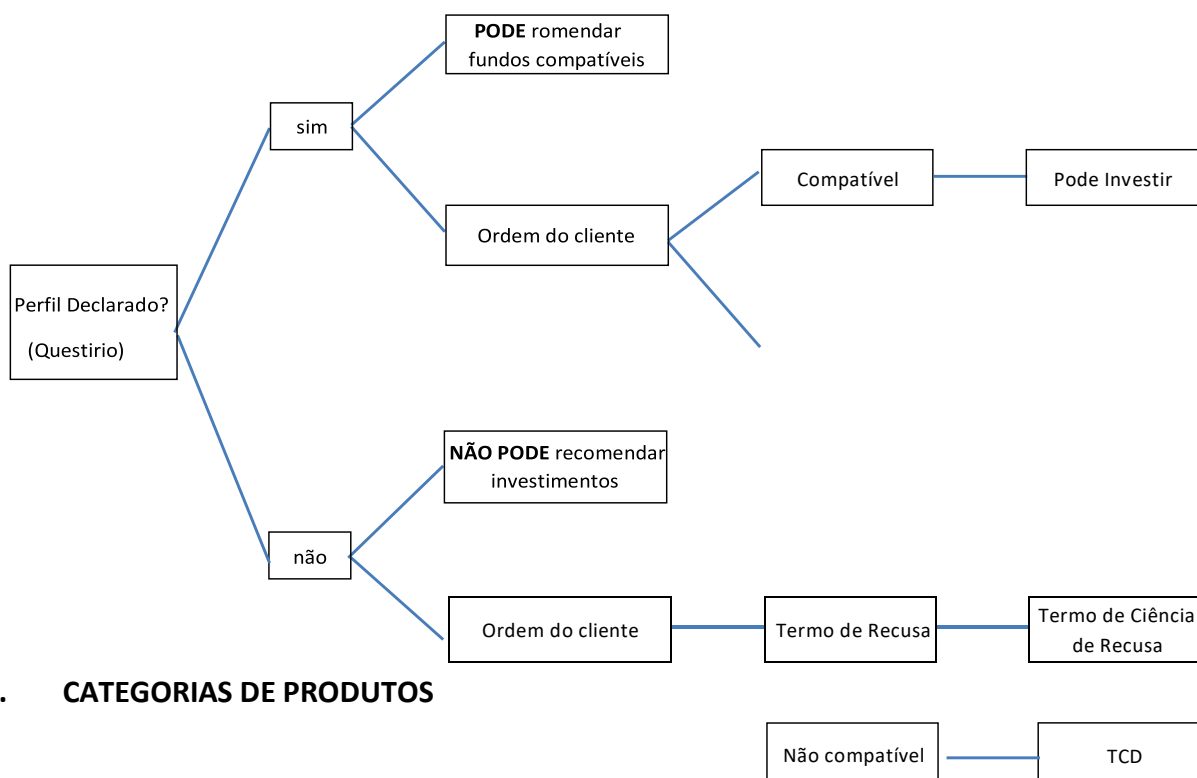 PODE romendar
fundos compatíveis
sim
Compatível
Pode Investir
Ordem do cliente
Perfil Declarado?
(Questirio)
NÃO PODE recomendar
investimentos
não
Ordem do cliente
Termo de Recusa
Termo de Ciência
de Recusa
. CATEGORIAS DE PRODUTOS
Não compatível
TCD